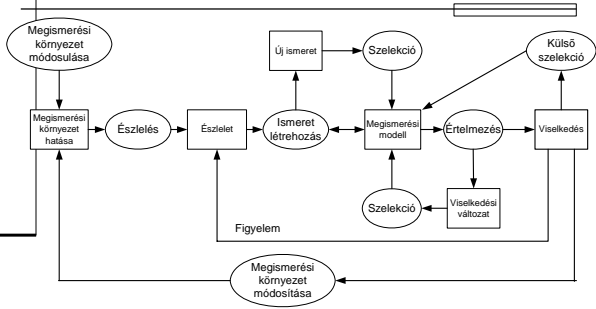 Megismerési
környezet
módosulása
Új ismeret
Szelekció
Külső
szelekció
Megismerési
környezet
hatása
Észlelés
Észlelet
Ismeret
létrehozás
Megismerési
modell
Értelmezés
Viselkedés
Szelekció
Viselkedési
változat
Figyelem
Megismerési
környezet
módosítása